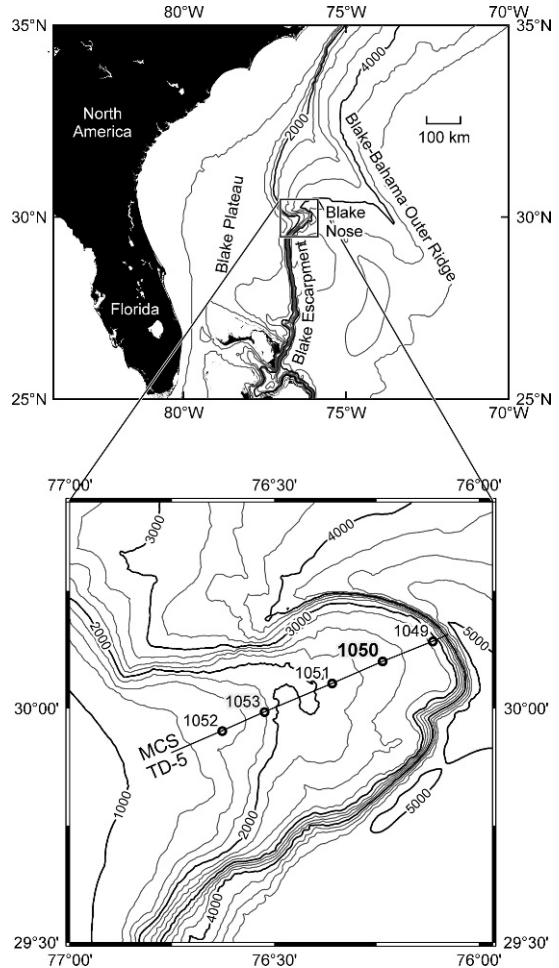 35°N
80°W
75°W
70°W
35°N
North
America
2000
4000
100 km
Blake-Bahama Outer Ridge
Blake Plateau
30°N
30°N
Blake
Nose
Blake Escarpment
Florida
25°N
25°N
80°W
75°W
70°W
77°00'
76°30'
76°00'
3000
4000
2000
3000
1049
5000
1050
1051
1053
1052
30°00'
30°00'
MCS
TD-5
1000
2000
5000
4000
29°30'
29°30'
77°00'
76°30'
76°00'